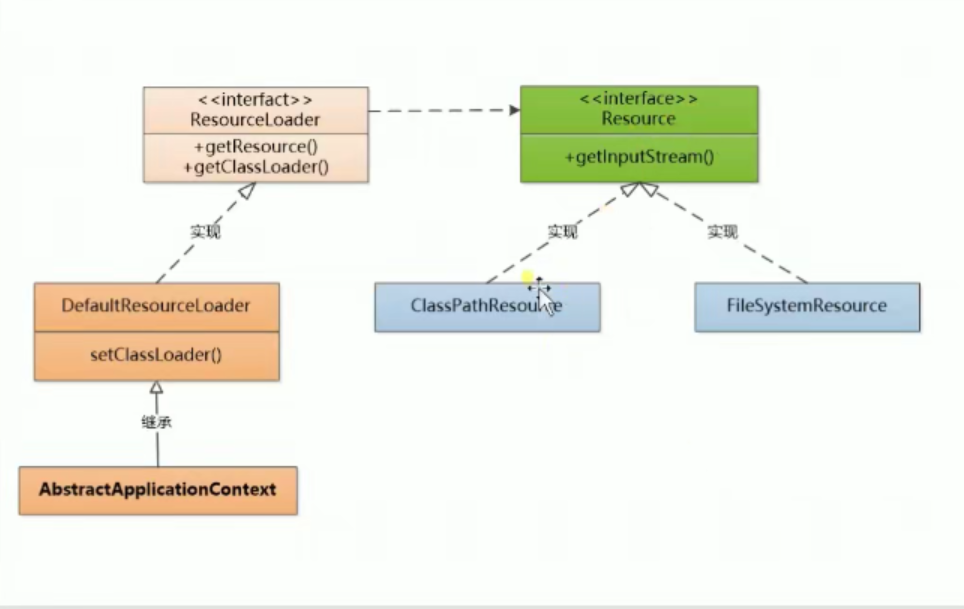 <<interfact>>
ResourceLoader
+getResource()
+getClassLoader()
<<interface>>
Resource
+getInputStream()
实现
实现
实现
DefaultResourceLoader
setClassLoader()
ClassPathResource
FileSystemResource
继承
AbstractApplicationContext